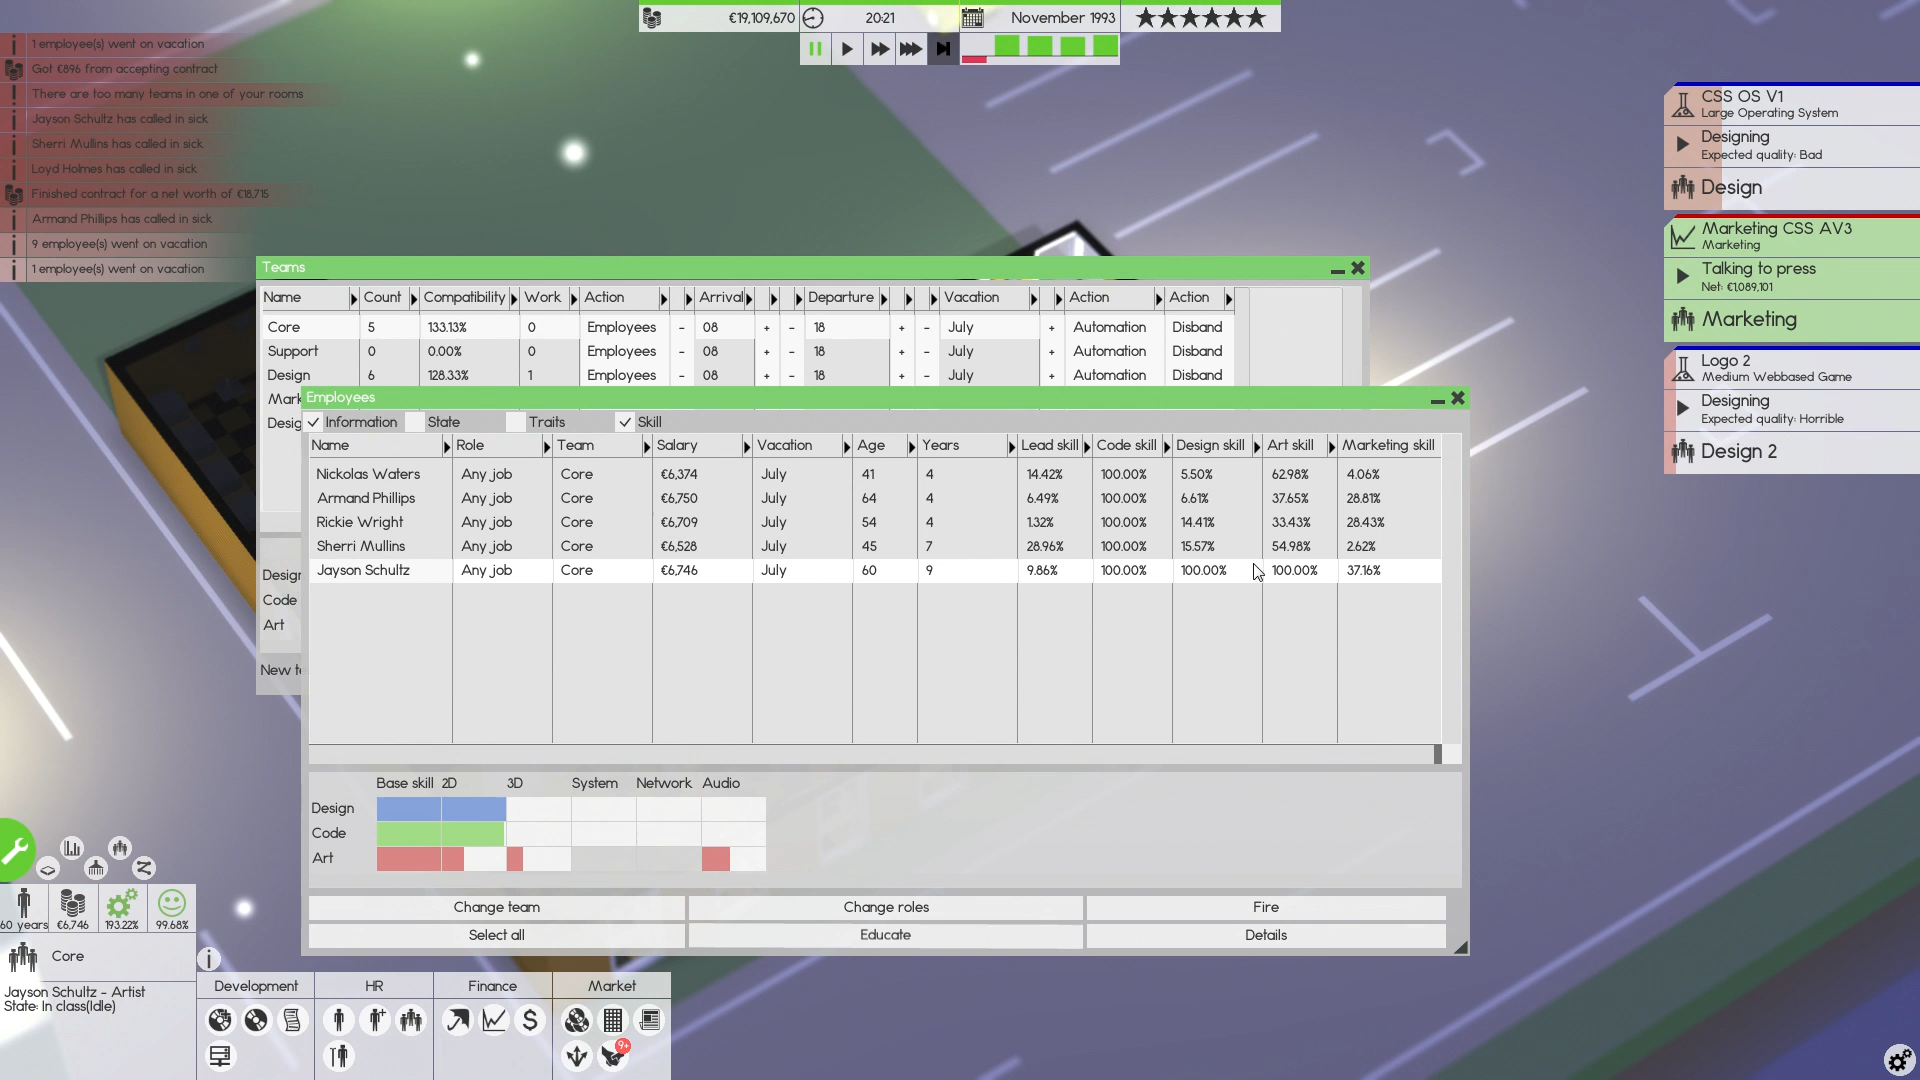 €19,109,670
20:21
November 1993
1 employee(s) went on vacation
Got €896 from accepting contract
There are too many teams in one of your rooms
Jayson Schultz has called in sick
Sherri Mullins has called in sick
Loyd Holmes has called in sick
Finished contract for a net worth of €18,715
Armand Phillips has called in sick
9 employee(s) went on vacation
1 employee(s) went on vacation
CSS OS V1
Large Operating System
Designing
Expected quality: Bad
Design
Marketing CSS AV3
Marketing
Talking to press
Net: €1,089,101
Marketing
Logo 2
Medium Webbased Game
Designing
Expected quality: Horrible
Design 2
Teams
Name Count Compatibility Work Action Arrival Departure Vacation Action Action
Core 5 133.13% 0 Employees - 08 + - 18 + - July + Automation Disband
Support 0 0.00% 0 Employees - 08 + - 18 + - July + Automation Disband
Design 6 128.33% 1 Employees - 08 + - 18 + - July + Automation Disband
Mark
Desig
Design
Code
Art
New te
Employees
Information State Traits Skill
Name Role Team Salary Vacation Age Years Lead skill Code skill Design skill Art skill Marketing skill
Nickolas Waters Any job Core €6,374 July 41 4 14.42% 100.00% 5.50% 62.98% 4.06%
Armand Phillips Any job Core €6,750 July 64 4 6.49% 100.00% 6.61% 37.65% 28.81%
Rickie Wright Any job Core €6,709 July 54 4 1.32% 100.00% 14.41% 33.43% 28.43%
Sherri Mullins Any job Core €6,528 July 45 7 28.96% 100.00% 15.57% 54.98% 2.62%
Jayson Schultz Any job Core €6,746 July 60 9 9.86% 100.00% 100.00% 100.00% 37.16%
Base skill 2D 3D System Network Audio
Design
Code
Art
Change team Change roles Fire
Select all Educate Details
60 years €6,746 193.22% 99.68%
Core
Jayson Schultz - Artist
State: In class(Idle)
Development HR Finance Market
9+